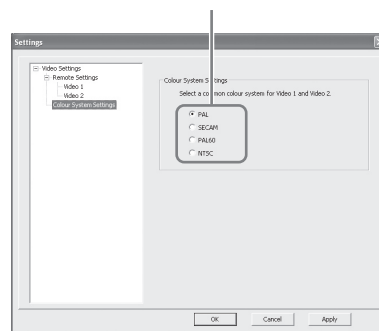 Settings
Video Settings
Remote Settings
Video 1
Video 2
Colour System Settings
Colour System Settings
Select a common colour system for Video 1 and Video 2.
PAL
SECAM
PAL60
NTSC
OK
Cancel
Apply